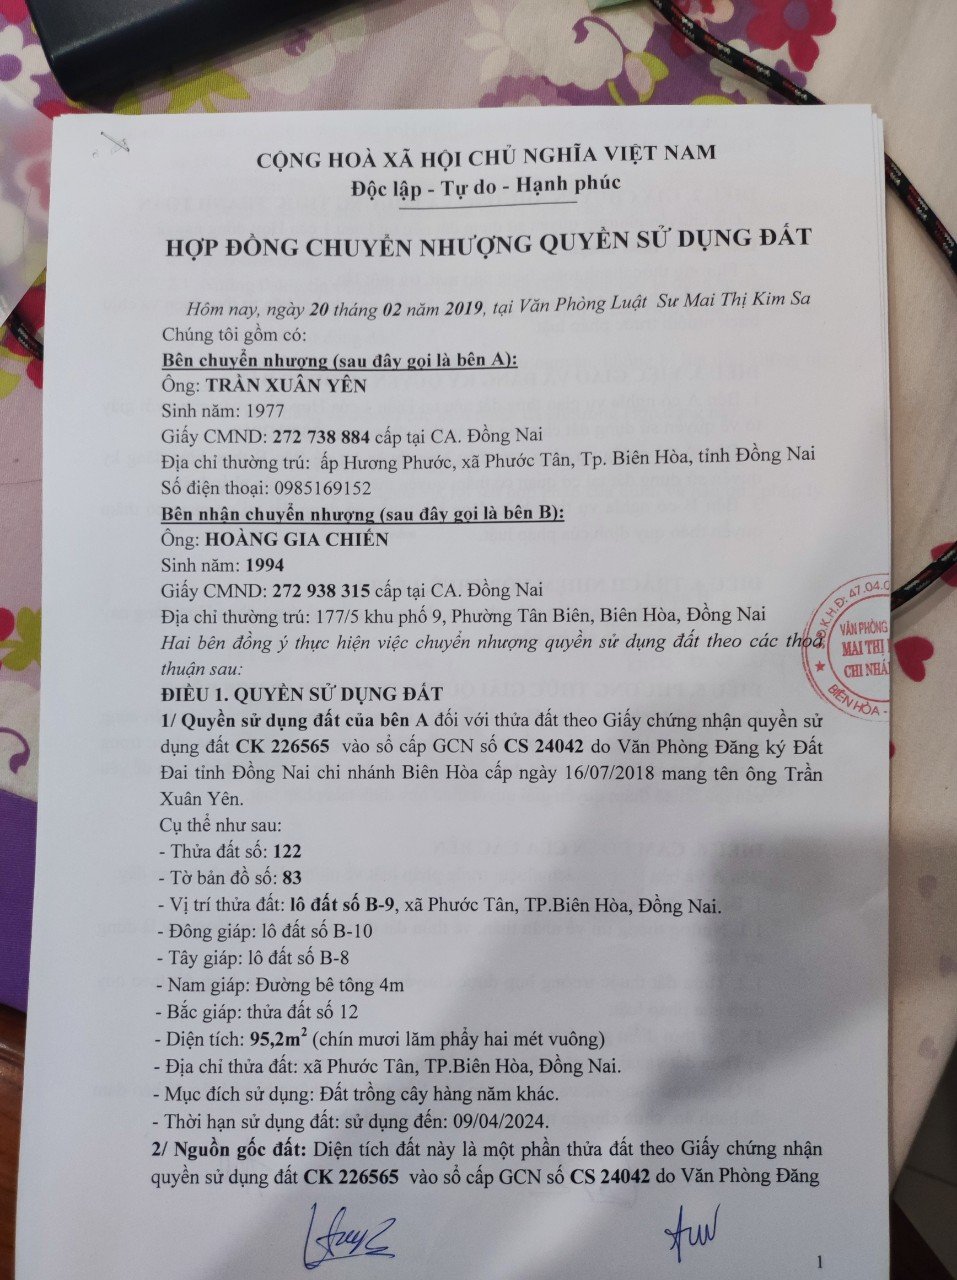 CỘNG HOÀ XÃ HỘI CHỦ NGHĨA VIỆT NAM
Độc lập - Tự do - Hạnh phúc
HỢP ĐỒNG CHUYỂN NHƯỢNG QUYỀN SỬ DỤNG ĐẤT
Hôm nay, ngày 20 tháng 02 năm 2019, tại Văn Phòng Luật Sư Mai Thị Kim Sa
Chúng tôi gồm có:
Bên chuyển nhượng (sau đây gọi là bên A):
Ông: TRẦN XUÂN YÊN
Sinh năm: 1977
Giấy CMND: 272 738 884 cấp tại CA. Đồng Nai
Địa chỉ thường trú: ấp Hương Phước, xã Phước Tân, Tp. Biên Hòa, tỉnh Đồng Nai
Số điện thoại: 0985169152
Bên nhận chuyển nhượng (sau đây gọi là bên B):
Ông: HOÀNG GIA CHIẾN
Sinh năm: 1994
Giấy CMND: 272 938 315 cấp tại CA. Đồng Nai
Địa chỉ thường trú: 177/5 khu phố 9, Phường Tân Biên, Biên Hòa, Đồng Nai
Hai bên đồng ý thực hiện việc chuyển nhượng quyền sử dụng đất theo các thoả
thuận sau:
S.Đ.K.H.Đ: 47.04.0
VĂN PHÒNG
MAI THỊ
CHI NHÁ
BIÊN HÒA -
ĐIỀU 1. QUYỀN SỬ DỤNG ĐẤT
1/ Quyền sử dụng đất của bên A đối với thửa đất theo Giấy chứng nhận quyền sử
dụng đất CK 226565 vào sổ cấp GCN số CS 24042 do Văn Phòng Đăng ký Đất
Đai tỉnh Đồng Nai chi nhánh Biên Hòa cấp ngày 16/07/2018 mang tên ông Trần
Xuân Yên.
Cụ thể như sau:
- Thửa đất số: 122
- Tờ bản đồ số: 83
- Vị trí thửa đất: lô đất số B-9, xã Phước Tân, TP.Biên Hòa, Đồng Nai.
- Đông giáp: lô đất số B-10
- Tây giáp: lô đất số B-8
- Nam giáp: Đường bê tông 4m
- Bắc giáp: thửa đất số 12
- Diện tích: 95,2m² (chín mươi lăm phẩy hai mét vuông)
- Địa chỉ thửa đất: xã Phước Tân, TP.Biên Hòa, Đồng Nai.
- Mục đích sử dụng: Đất trồng cây hàng năm khác.
- Thời hạn sử dụng đất: sử dụng đến: 09/04/2024.
2/ Nguồn gốc đất: Diện tích đất này là một phần thửa đất theo Giấy chứng nhận
quyền sử dụng đất CK 226565 vào sổ cấp GCN số CS 24042 do Văn Phòng Đăng
1